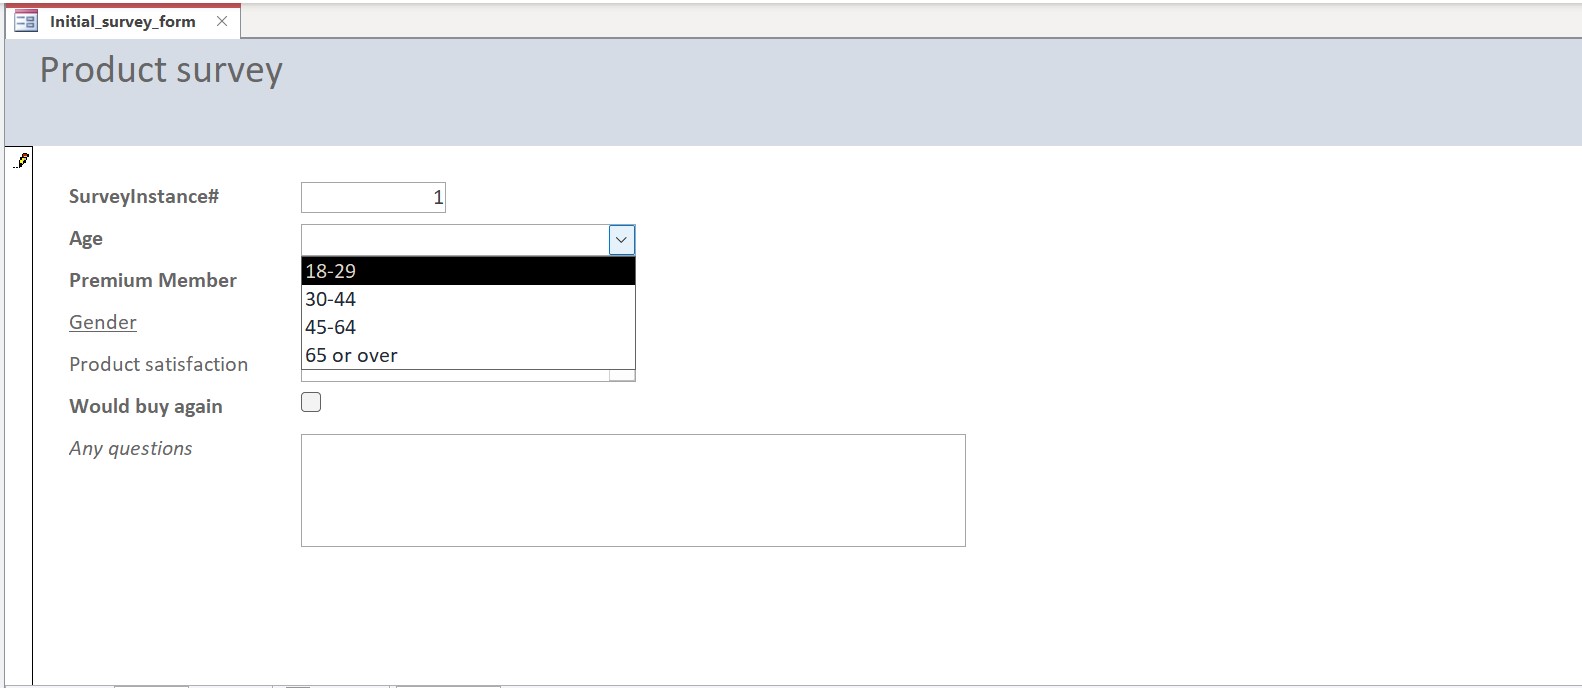 Initial_survey_form
Product survey
SurveyInstance# 1
Age
18-29
Premium Member
30-44
Gender
45-64
Product satisfaction
65 or over
Would buy again
Any questions